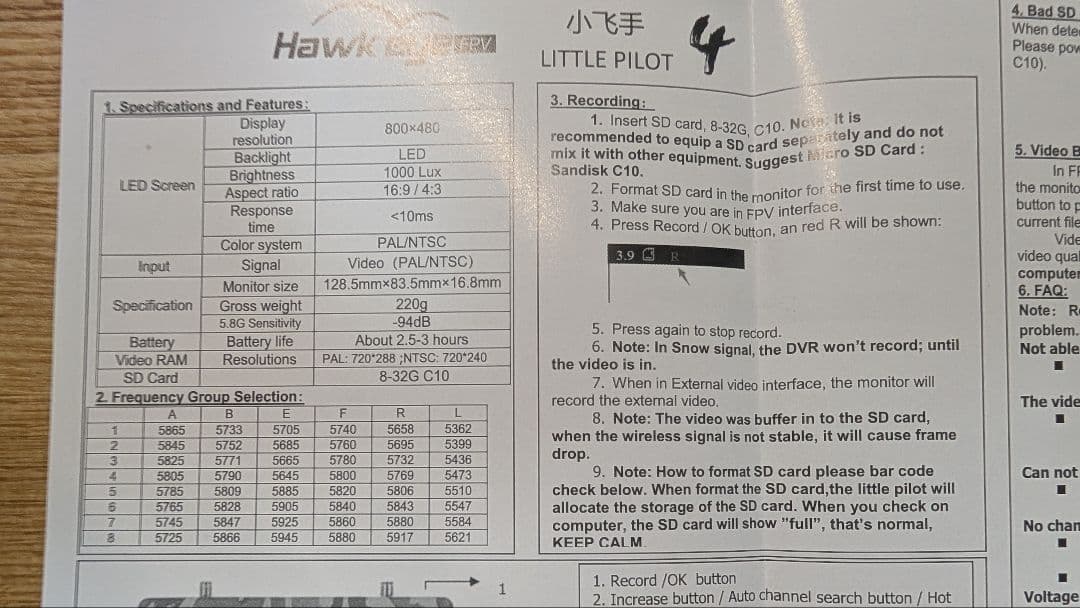 Hawkeye FPV
小飞手
LITTLE PILOT 4
1. Specifications and Features:
LED Screen Display resolution 800×480
Backlight LED
Brightness 1000 Lux
Aspect ratio 16:9 / 4:3
Response time <10ms
Color system PAL/NTSC
Input Signal Video (PAL/NTSC)
Specification Monitor size 128.5mm×83.5mm×16.8mm
Gross weight 220g
5.8G Sensitivity -94dB
Battery Battery life About 2.5-3 hours
Video RAM Resolutions PAL: 720*288 ;NTSC: 720*240
SD Card 8-32G C10
2. Frequency Group Selection:
A B E F R L
1 5865 5733 5705 5740 5658 5362
2 5845 5752 5685 5760 5695 5399
3 5825 5771 5665 5780 5732 5436
4 5805 5790 5645 5800 5769 5473
5 5785 5809 5885 5820 5806 5510
6 5765 5828 5905 5840 5843 5547
7 5745 5847 5925 5860 5880 5584
8 5725 5866 5945 5880 5917 5621
3. Recording:
1. Insert SD card, 8-32G, C10. Note: It is
recommended to equip a SD card separately and do not
mix it with other equipment. Suggest Micro SD Card :
Sandisk C10.
2. Format SD card in the monitor for the first time to use.
3. Make sure you are in FPV interface.
4. Press Record / OK button, an red R will be shown:
3.9 R
5. Press again to stop record.
6. Note: In Snow signal, the DVR won't record; until
the video is in.
7. When in External video interface, the monitor will
record the external video.
8. Note: The video was buffer in to the SD card,
when the wireless signal is not stable, it will cause frame
drop.
9. Note: How to format SD card please bar code
check below. When format the SD card,the little pilot will
allocate the storage of the SD card. When you check on
computer, the SD card will show "full", that's normal,
KEEP CALM.
1
1. Record /OK button
2. Increase button / Auto channel search button / Hot
4. Bad SD
When dete
Please pow
C10).
5. Video B
In F
the monito
button to p
current file
Vide
video qual
computer
6. FAQ:
Note: Re
problem.
Not able
The vide
Can not
No chan
Voltage